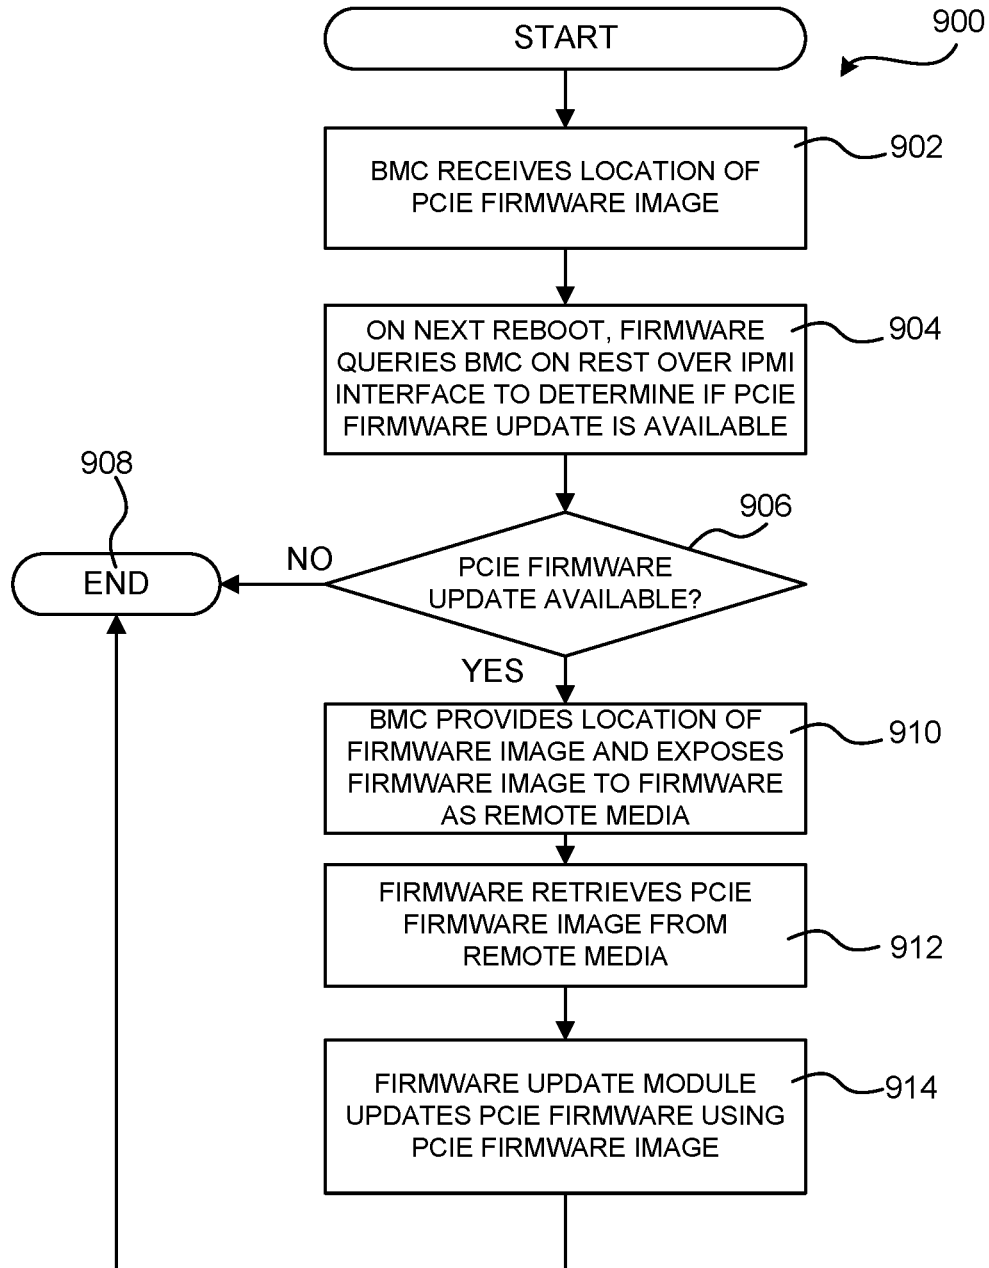 START
900
BMC RECEIVES LOCATION OF
PCIE FIRMWARE IMAGE
902
ON NEXT REBOOT, FIRMWARE
QUERIES BMC ON REST OVER IPMI
INTERFACE TO DETERMINE IF PCIE
FIRMWARE UPDATE IS AVAILABLE
904
908
906
END
NO
PCIE FIRMWARE
UPDATE AVAILABLE?
YES
BMC PROVIDES LOCATION OF
FIRMWARE IMAGE AND EXPOSES
FIRMWARE IMAGE TO FIRMWARE
AS REMOTE MEDIA
910
FIRMWARE RETRIEVES PCIE
FIRMWARE IMAGE FROM
REMOTE MEDIA
912
FIRMWARE UPDATE MODULE
UPDATES PCIE FIRMWARE USING
PCIE FIRMWARE IMAGE
914